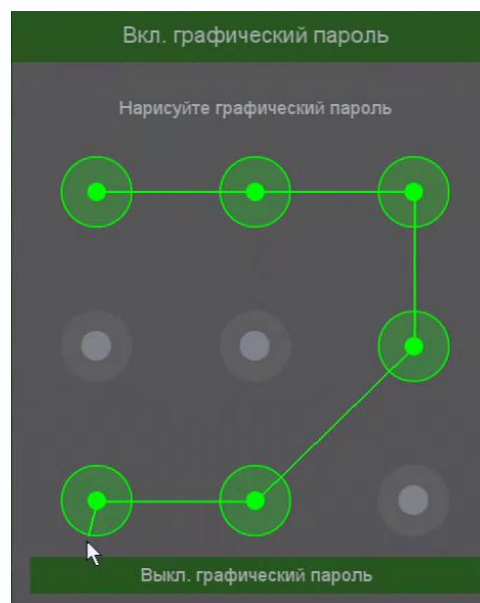 Вкл. графический пароль
Нарисуйте графический пароль
Выкл. графический пароль